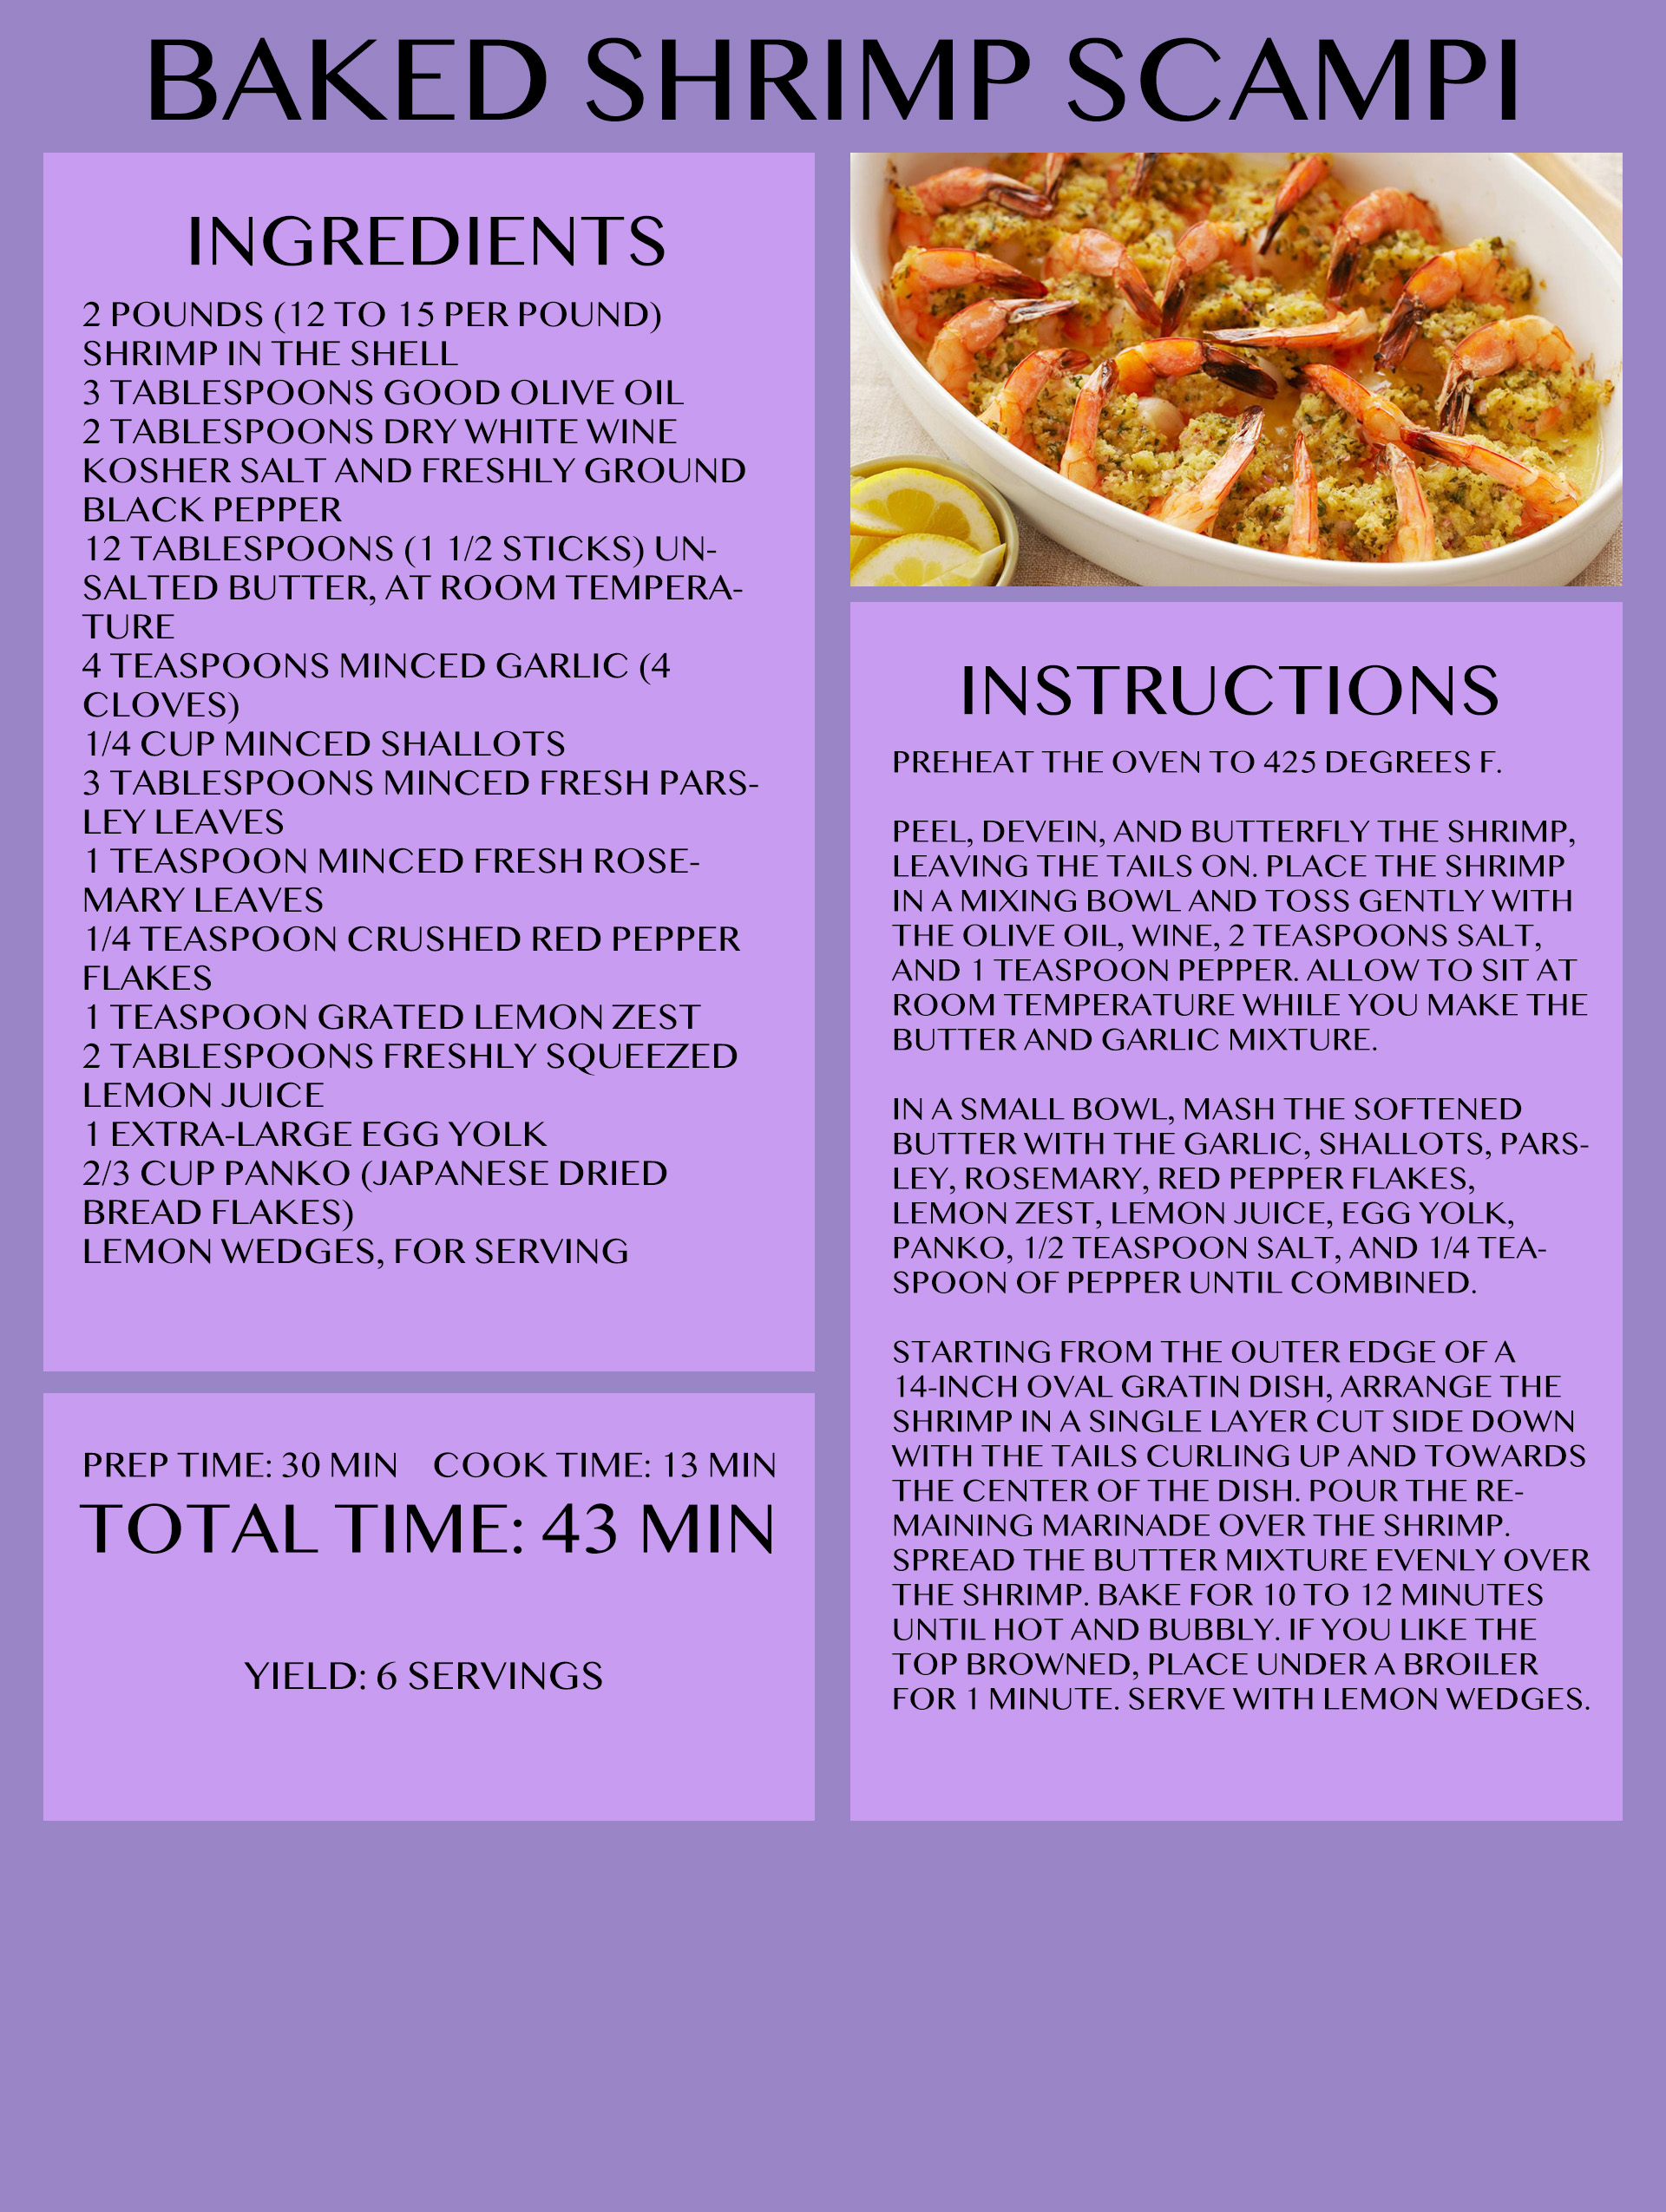 BAKED SHRIMP SCAMPI
INGREDIENTS
2 POUNDS (12 TO 15 PER POUND)
SHRIMP IN THE SHELL
3 TABLESPOONS GOOD OLIVE OIL
2 TABLESPOONS DRY WHITE WINE
KOSHER SALT AND FRESHLY GROUND
BLACK PEPPER
12 TABLESPOONS (1 1/2 STICKS) UN-
SALTED BUTTER, AT ROOM TEMPERA-
TURE
4 TEASPOONS MINCED GARLIC (4
CLOVES)
1/4 CUP MINCED SHALLOTS
3 TABLESPOONS MINCED FRESH PARS-
LEY LEAVES
1 TEASPOON MINCED FRESH ROSE-
MARY LEAVES
1/4 TEASPOON CRUSHED RED PEPPER
FLAKES
1 TEASPOON GRATED LEMON ZEST
2 TABLESPOONS FRESHLY SQUEEZED
LEMON JUICE
1 EXTRA-LARGE EGG YOLK
2/3 CUP PANKO (JAPANESE DRIED
BREAD FLAKES)
LEMON WEDGES, FOR SERVING
PREP TIME: 30 MIN COOK TIME: 13 MIN
TOTAL TIME: 43 MIN
YIELD: 6 SERVINGS
INSTRUCTIONS
PREHEAT THE OVEN TO 425 DEGREES F.
PEEL, DEVEIN, AND BUTTERFLY THE SHRIMP,
LEAVING THE TAILS ON. PLACE THE SHRIMP
IN A MIXING BOWL AND TOSS GENTLY WITH
THE OLIVE OIL, WINE, 2 TEASPOONS SALT,
AND 1 TEASPOON PEPPER. ALLOW TO SIT AT
ROOM TEMPERATURE WHILE YOU MAKE THE
BUTTER AND GARLIC MIXTURE.
IN A SMALL BOWL, MASH THE SOFTENED
BUTTER WITH THE GARLIC, SHALLOTS, PARS-
LEY, ROSEMARY, RED PEPPER FLAKES,
LEMON ZEST, LEMON JUICE, EGG YOLK,
PANKO, 1/2 TEASPOON SALT, AND 1/4 TEA-
SPOON OF PEPPER UNTIL COMBINED.
STARTING FROM THE OUTER EDGE OF A
14-INCH OVAL GRATIN DISH, ARRANGE THE
SHRIMP IN A SINGLE LAYER CUT SIDE DOWN
WITH THE TAILS CURLING UP AND TOWARDS
THE CENTER OF THE DISH. POUR THE RE-
MAINING MARINADE OVER THE SHRIMP.
SPREAD THE BUTTER MIXTURE EVENLY OVER
THE SHRIMP. BAKE FOR 10 TO 12 MINUTES
UNTIL HOT AND BUBBLY. IF YOU LIKE THE
TOP BROWNED, PLACE UNDER A BROILER
FOR 1 MINUTE. SERVE WITH LEMON WEDGES.